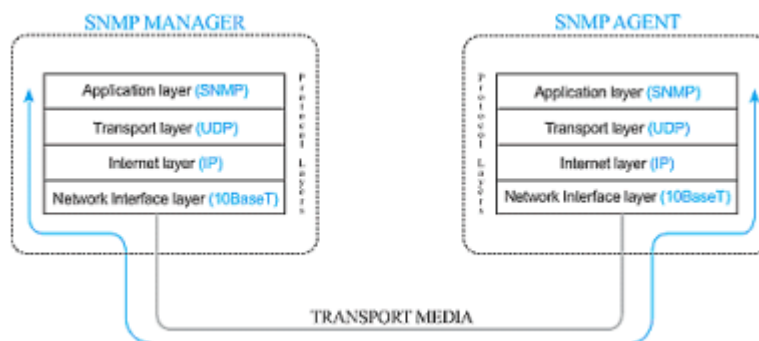 SNMP MANAGER
Application layer (SNMP)
Transport layer (UDP)
Internet layer (IP)
Network Interface layer (10BaseT)
Protocol Layers
SNMP AGENT
Protocol Layers
Application layer (SNMP)
Transport layer (UDP)
Internet layer (IP)
Network Interface layer (10BaseT)
TRANSPORT MEDIA